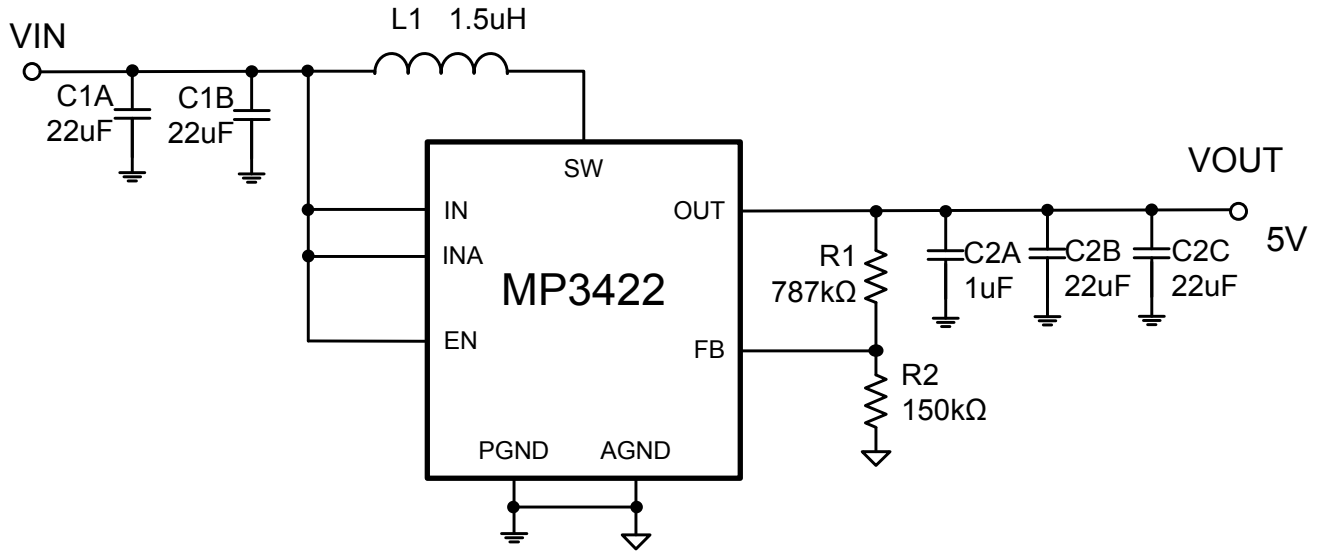 L1 1.5uH
VIN
C1A
22uF
C1B
22uF
SW
VOUT
IN
OUT
5V
INA
R1
787kΩ
C2A
1uF
C2B
22uF
C2C
22uF
MP3422
EN
FB
R2
150kΩ
PGND
AGND